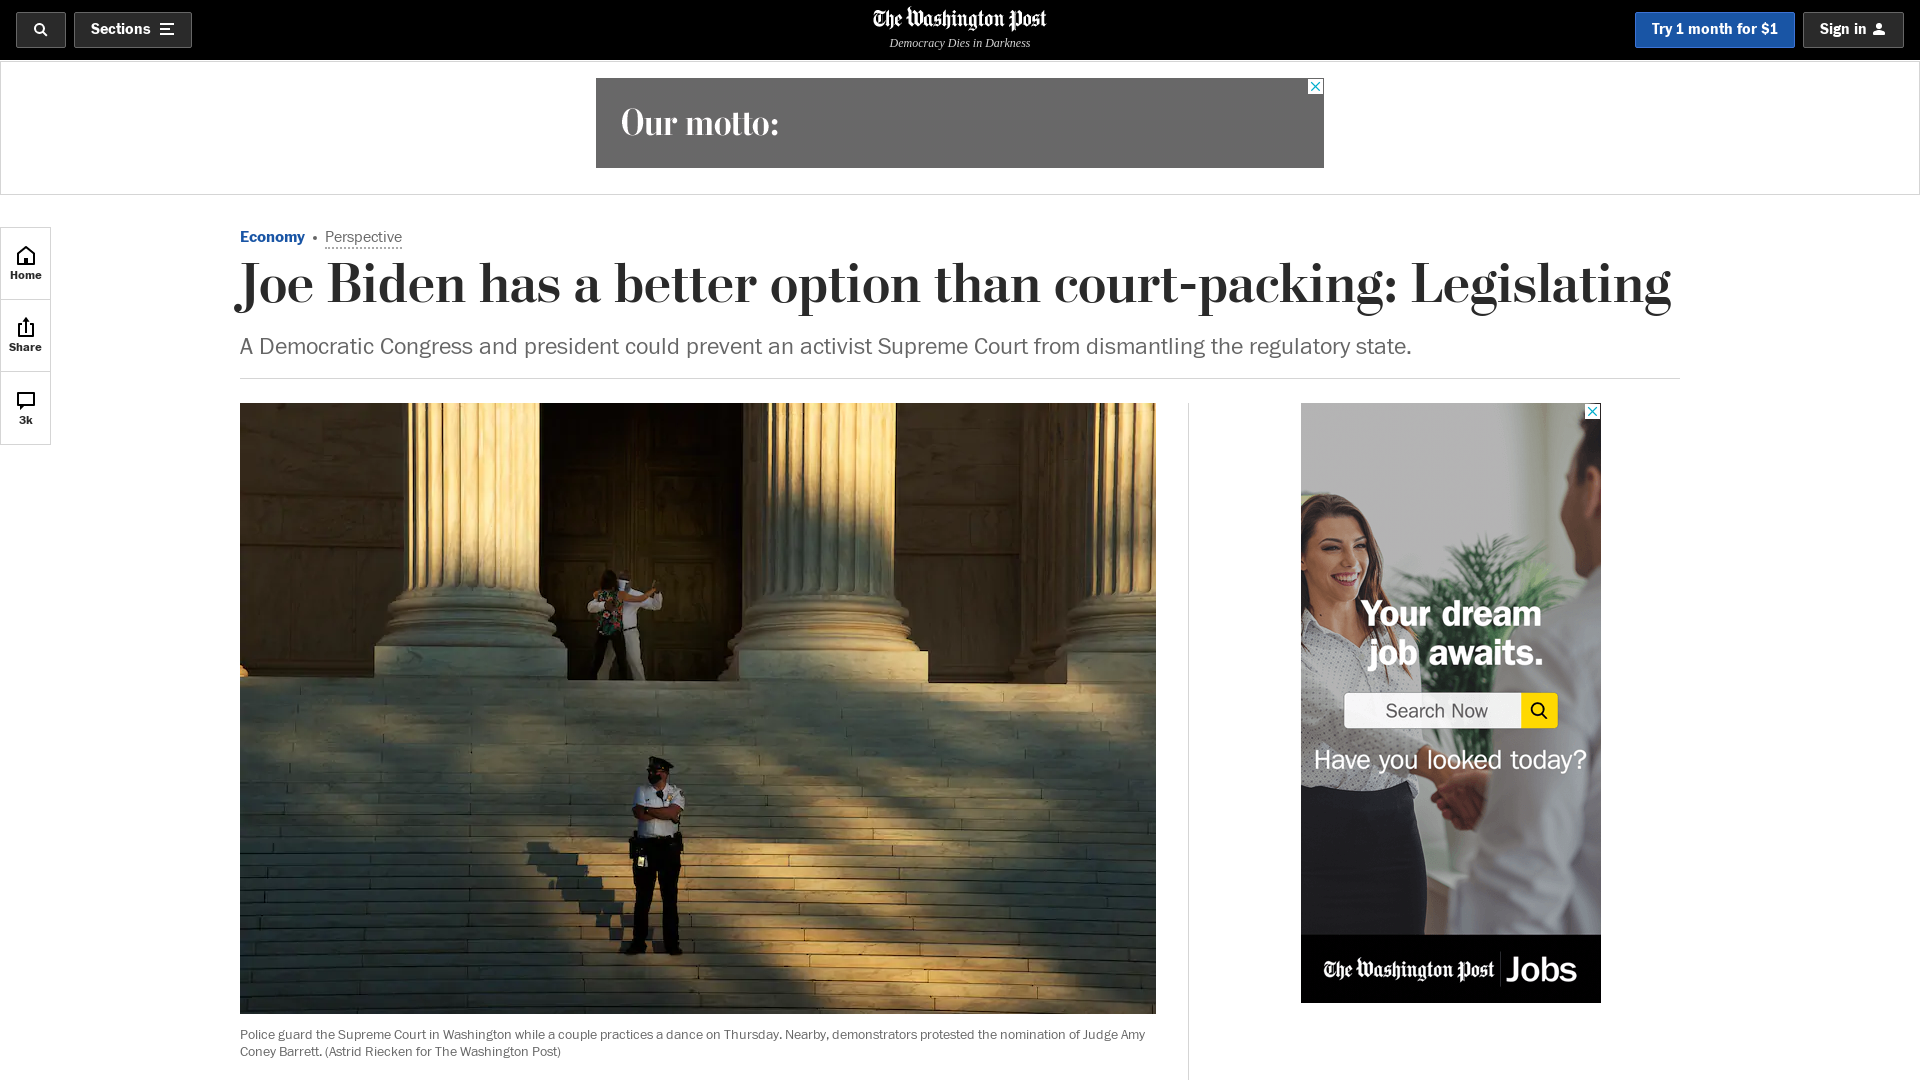 Sections
The Washington Post
Democracy Dies in Darkness
Try 1 month for $1
Sign in
Our motto:
Home
Share
3k
Economy • Perspective
Joe Biden has a better option than court-packing: Legislating
A Democratic Congress and president could prevent an activist Supreme Court from dismantling the regulatory state.
Police guard the Supreme Court in Washington while a couple practices a dance on Thursday. Nearby, demonstrators protested the nomination of Judge Amy
Coney Barrett. (Astrid Riecken for The Washington Post)
Your dream
job awaits.
Search Now
Have you looked today?
The Washington Post Jobs